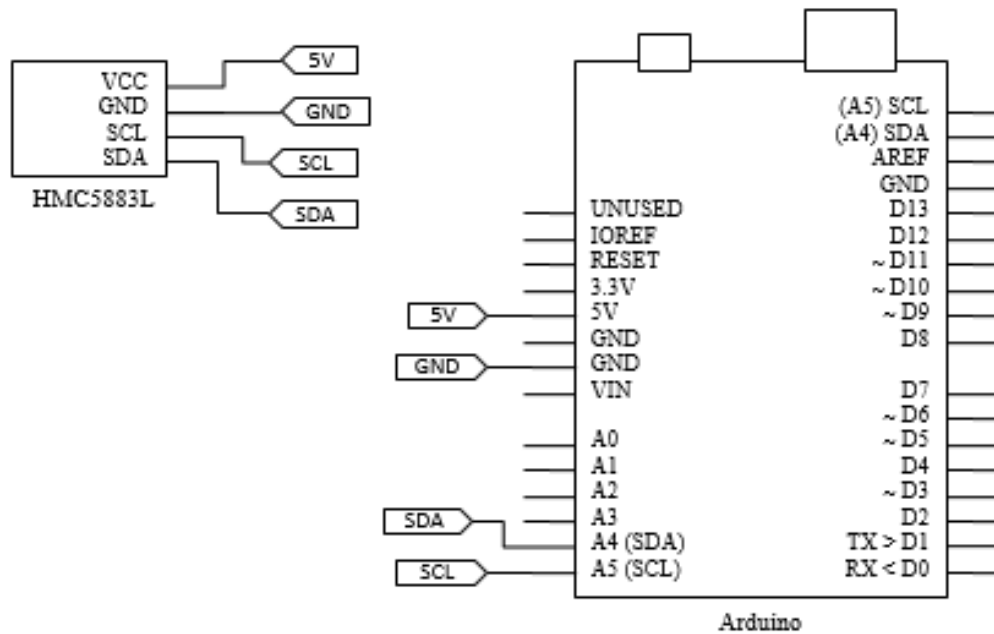 VCC
GND
SCL
SDA
HMC5883L
5V
GND
SCL
SDA
5V
GND
SDA
SCL
UNUSED
IOREF
RESET
3.3V
5V
GND
GND
VIN
A0
A1
A2
A3
A4 (SDA)
A5 (SCL)
(A5) SCL
(A4) SDA
AREF
GND
D13
D12
~ D11
~ D10
~ D9
D8
D7
~ D6
~ D5
D4
~ D3
D2
TX > D1
RX < D0
Arduino